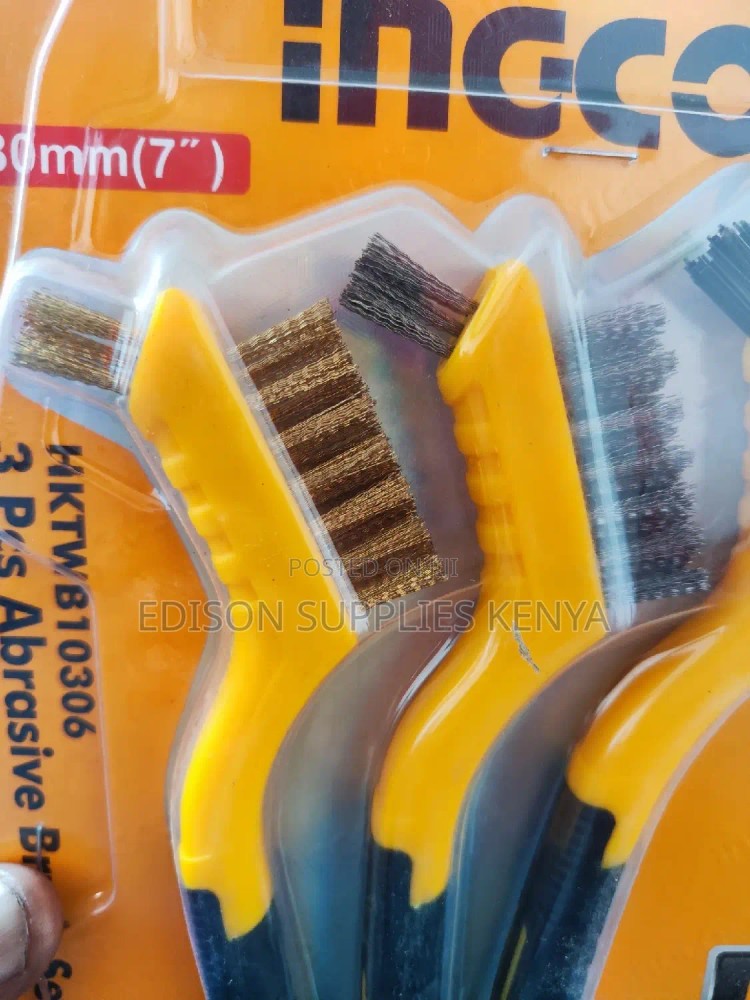 INGCO
80mm(7")
HKTWB10306
3 Pcs Abrasive
POSTED ON
EDISON SUPPLIES KENYA